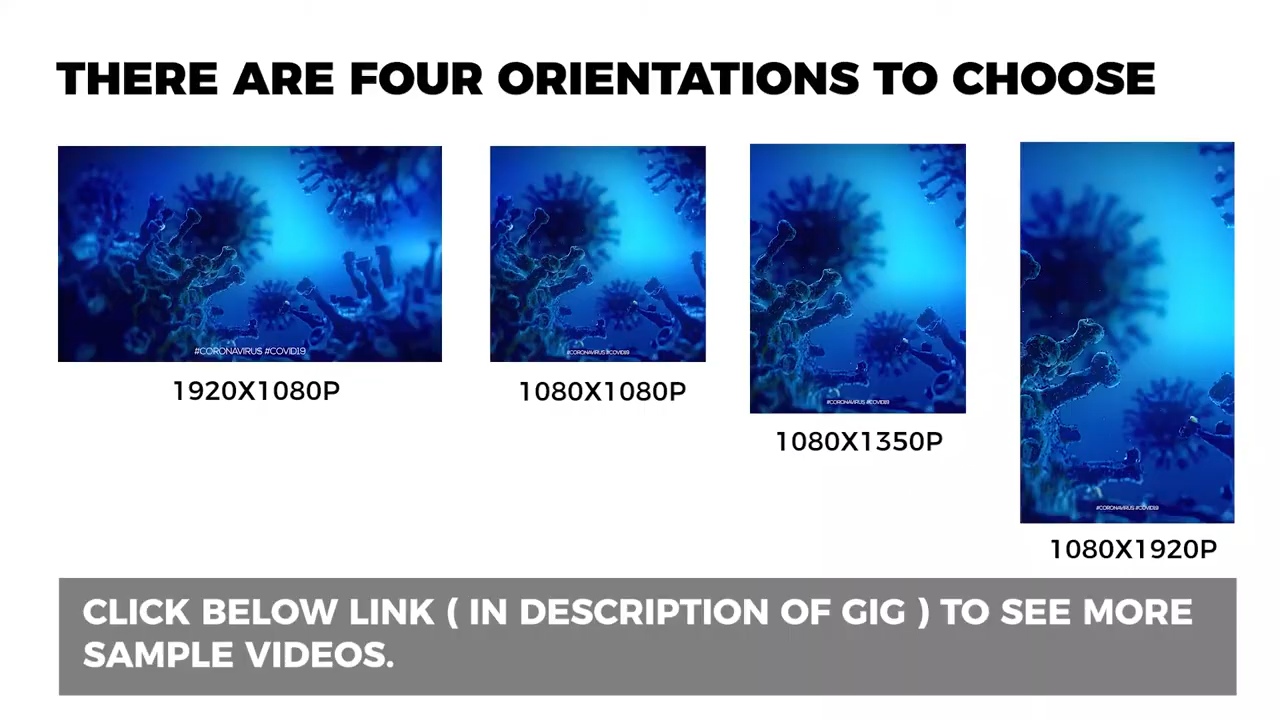 THERE ARE FOUR ORIENTATIONS TO CHOOSE
#CORONAVIRUS #COVID19
1920X1080P
#CORONAVIRUS #COVID19
1080X1080P
#CORONAVIRUS #COVID19
1080X1350P
#CORONAVIRUS #COVID19
1080X1920P
CLICK BELOW LINK ( IN DESCRIPTION OF GIG ) TO SEE MORE
SAMPLE VIDEOS.